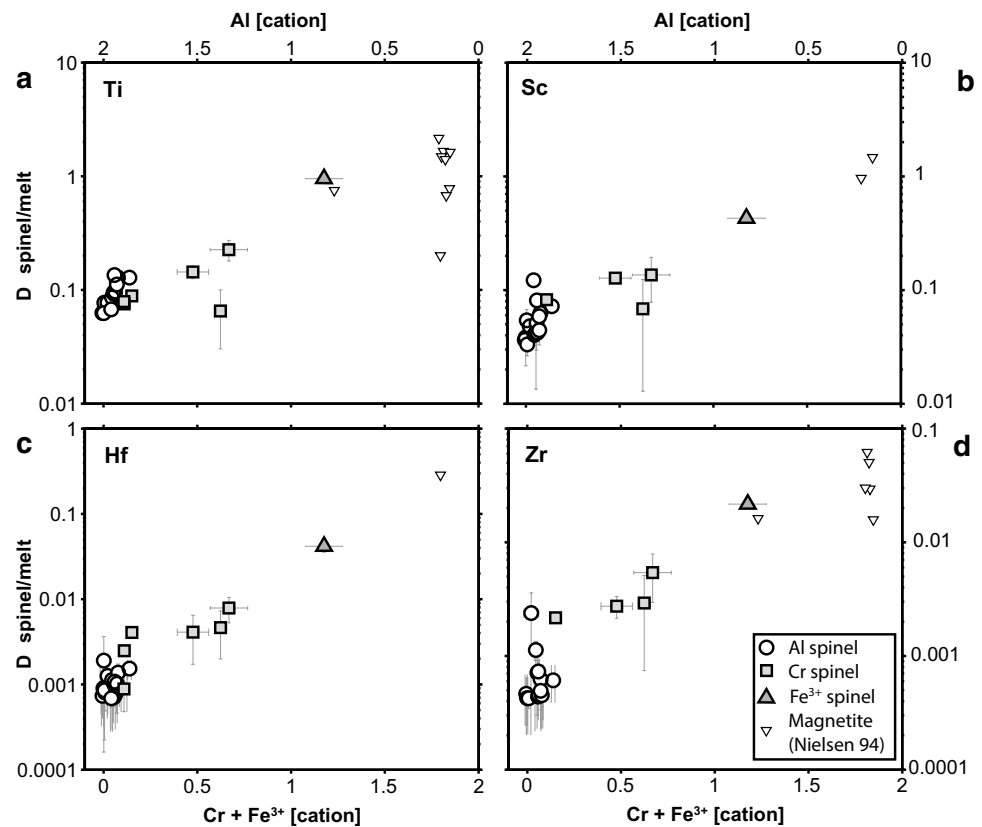 Al [cation]
Al [cation]
2 1.5 1 0.5 0
2 1.5 1 0.5 0
a
Ti
10
1
0.1
0.01
D spinel/melt
b
Sc
10
1
0.1
0.01
c
Hf
1
0.1
0.01
0.001
0.0001
D spinel/melt
0 0.5 1 1.5 2
Cr + Fe³⁺ [cation]
d
Zr
0.1
0.01
0.001
0.0001
Al spinel
Cr spinel
Fe³⁺ spinel
Magnetite
(Nielsen 94)
0 0.5 1 1.5 2
Cr + Fe³⁺ [cation]